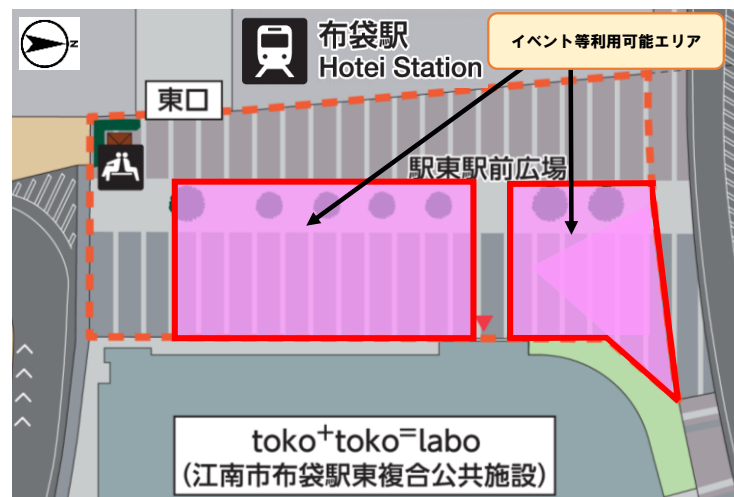 布袋駅
Hotei Station
イベント等利用可能エリア
N
東口
駅東駅前広場
toko⁺toko⁼labo
(江南市布袋駅東複合公共施設)